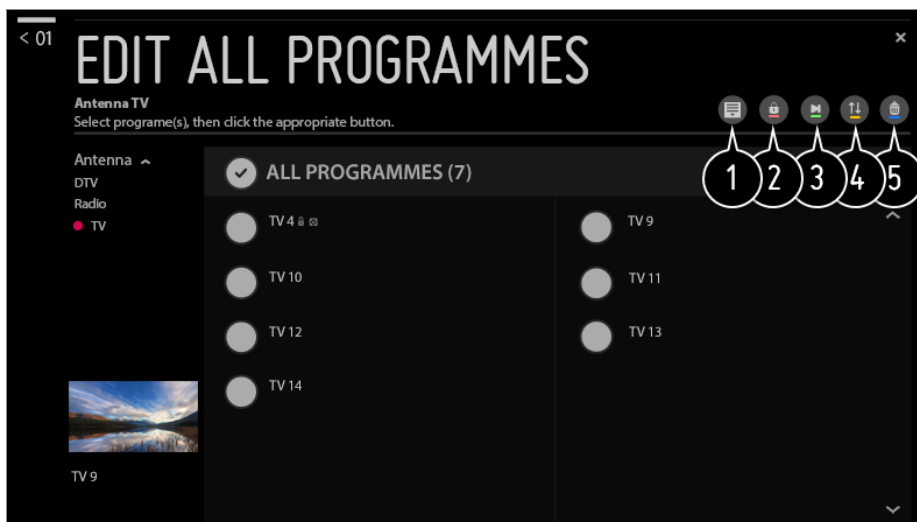 < 01
EDIT ALL PROGRAMMES
Antenna TV
Select programe(s), then click the appropriate button.
1 2 3 4 5
Antenna
DTV
Radio
TV
ALL PROGRAMMES (7)
TV 4
TV 9
TV 10
TV 11
TV 12
TV 13
TV 14
TV 9